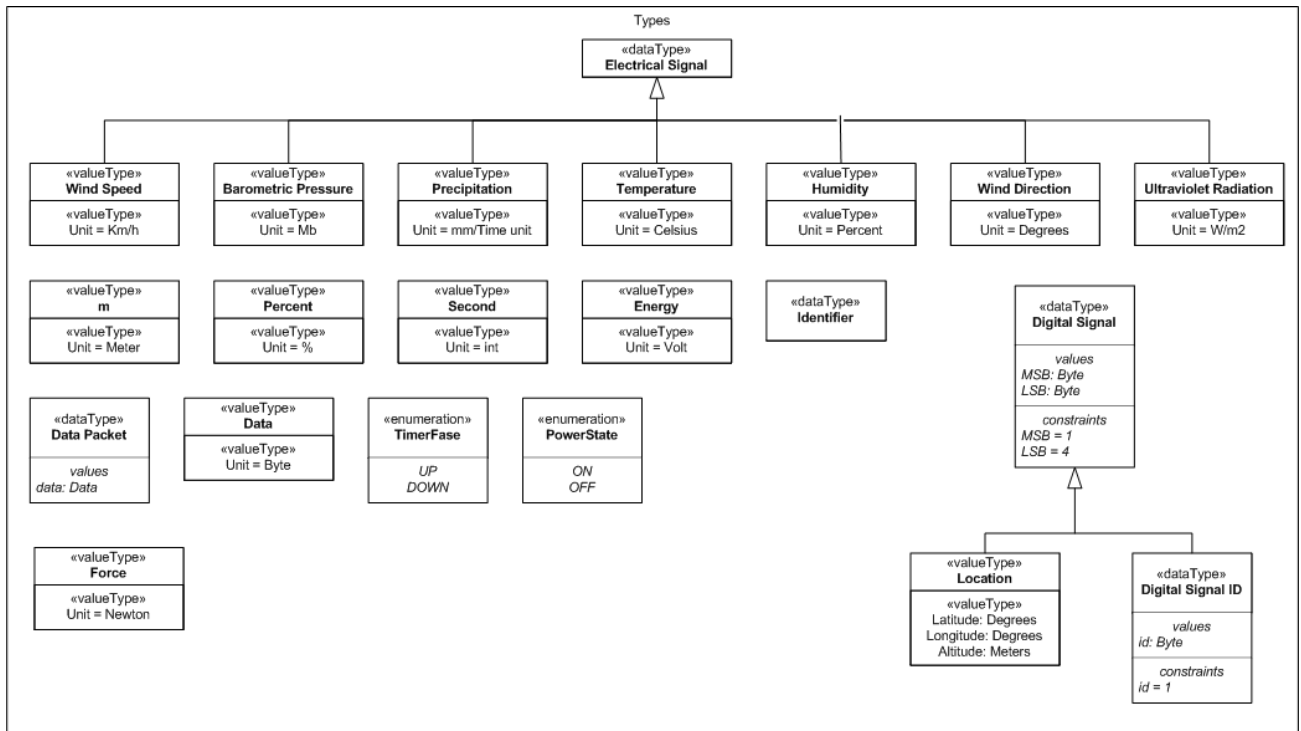 Types
«dataType»
Electrical Signal
«valueType»
Wind Speed
«valueType»
Unit = Km/h
«valueType»
Barometric Pressure
«valueType»
Unit = Mb
«valueType»
Precipitation
«valueType»
Unit = mm/Time unit
«valueType»
Temperature
«valueType»
Unit = Celsius
«valueType»
Humidity
«valueType»
Unit = Percent
«valueType»
Wind Direction
«valueType»
Unit = Degrees
«valueType»
Ultraviolet Radiation
«valueType»
Unit = W/m2
«valueType»
m
«valueType»
Unit = Meter
«valueType»
Percent
«valueType»
Unit = %
«valueType»
Second
«valueType»
Unit = int
«valueType»
Energy
«valueType»
Unit = Volt
«dataType»
Identifier
«dataType»
Digital Signal
values
MSB: Byte
LSB: Byte
constraints
MSB = 1
LSB = 4
«dataType»
Data Packet
values
data: Data
«valueType»
Data
«valueType»
Unit = Byte
«enumeration»
TimerFase
UP
DOWN
«enumeration»
PowerState
ON
OFF
«valueType»
Force
«valueType»
Unit = Newton
«valueType»
Location
«valueType»
Latitude: Degrees
Longitude: Degrees
Altitude: Meters
«dataType»
Digital Signal ID
values
id: Byte
constraints
id = 1